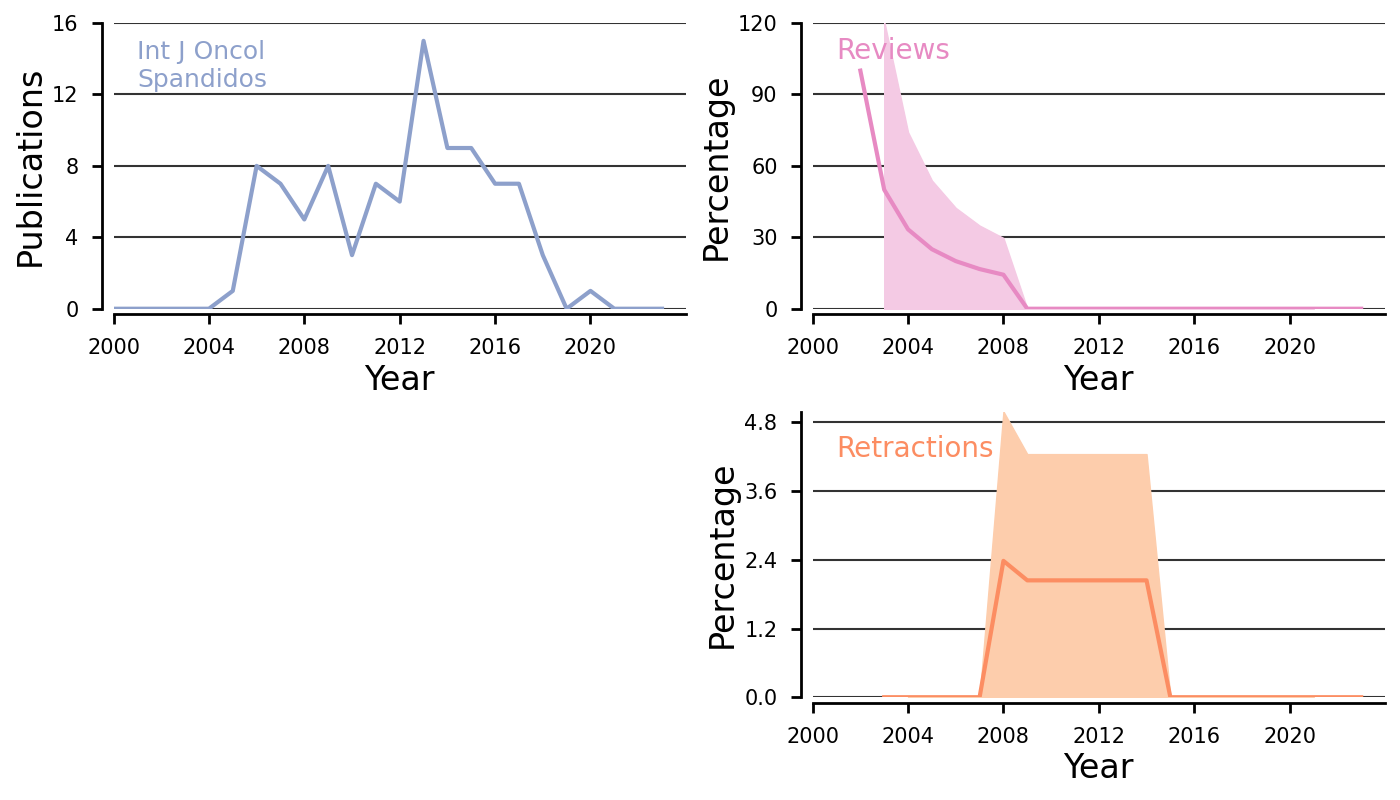 Int J Oncol
Spandidos
Publications
16
12
8
4
0
2000 2004 2008 2012 2016 2020
Year
Reviews
Percentage
120
90
60
30
0
2000 2004 2008 2012 2016 2020
Year
Retractions
Percentage
4.8
3.6
2.4
1.2
0.0
2000 2004 2008 2012 2016 2020
Year